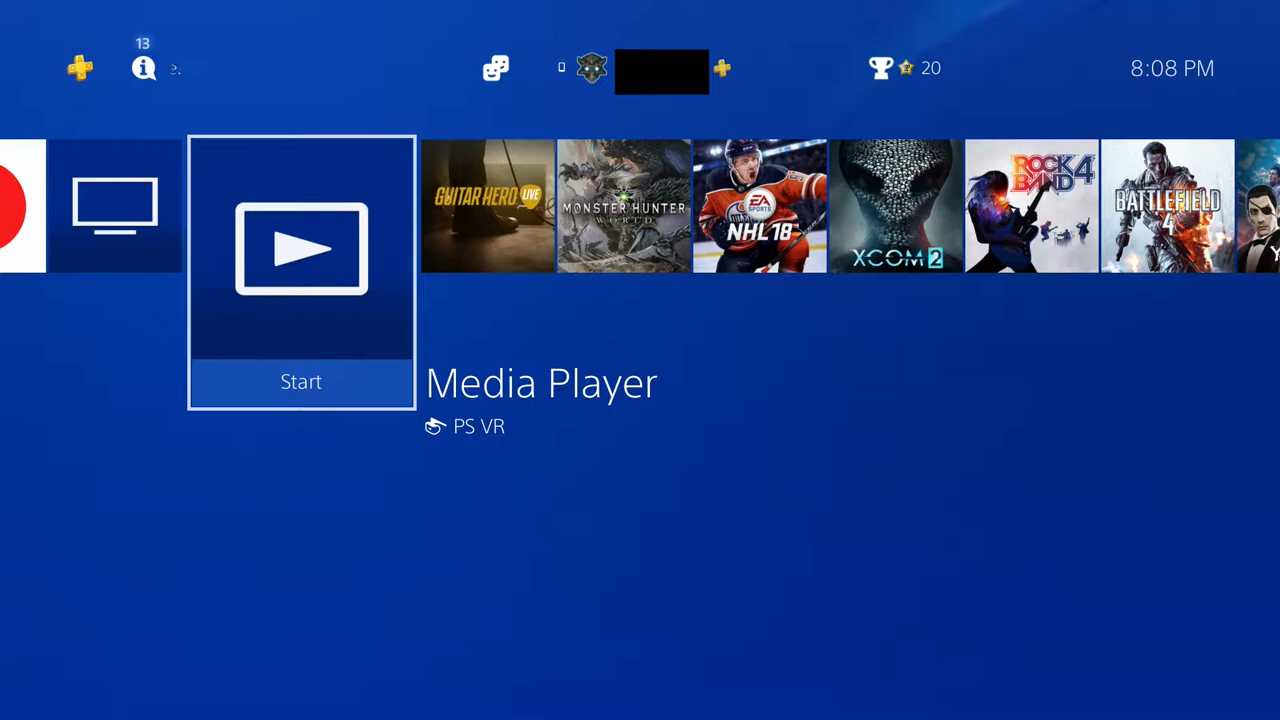 13
e.
20
8:08 PM
GUITAR HERO LIVE
MONSTER HUNTER
WORLD
EA
SPORTS
NHL 18
XCOM 2
ROCK
BAND 4
BATTLEFIELD
4
Start
Media Player
PS VR